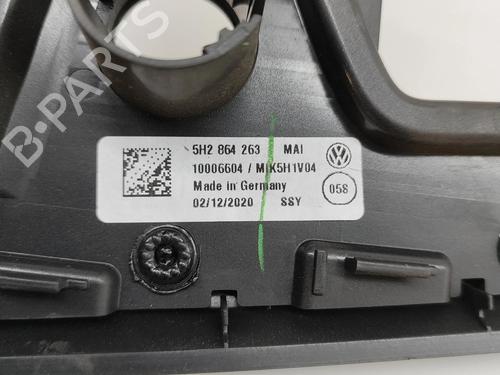 5H2 864 263 MAI
10006604 / MIK5H1V04
Made in Germany
02/12/2020 SSY
058
B-PARTS